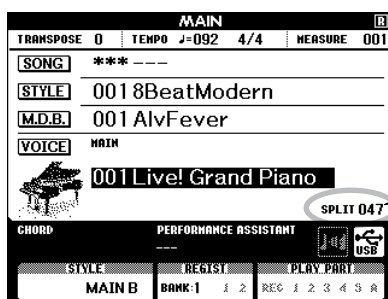 MAIN R
TRANSPOSE 0 TEMPO ♩=092 4/4 MEASURE 001
SONG *** ---
STYLE 001 8BeatModern
M.D.B. 001 AlvFever
VOICE MAIN
001 Live! Grand Piano
SPLIT 047
CHORD PERFORMANCE ASSISTANT
---
USB
STYLE REGIST PLAY PART
MAIN B BANK:1 1 2 REC 1 2 3 4 5 A